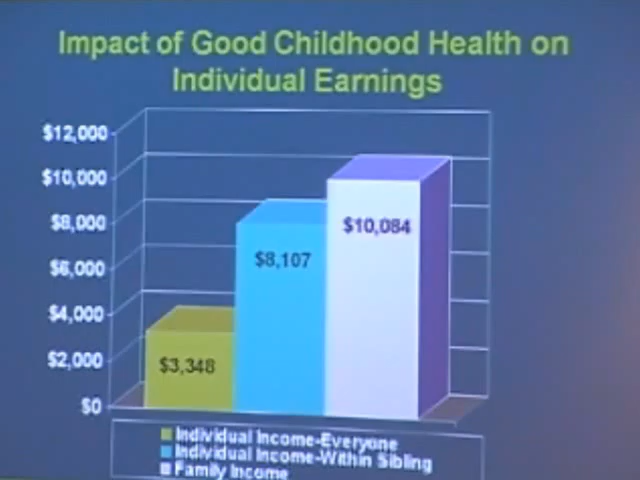 Impact of Good Childhood Health on
Individual Earnings
$12,000
$10,000
$8,000
$6,000
$4,000
$2,000
$0
$3,348
$8,107
$10,084
Individual Income-Everyone
Individual Income-Within Sibling
Family Income